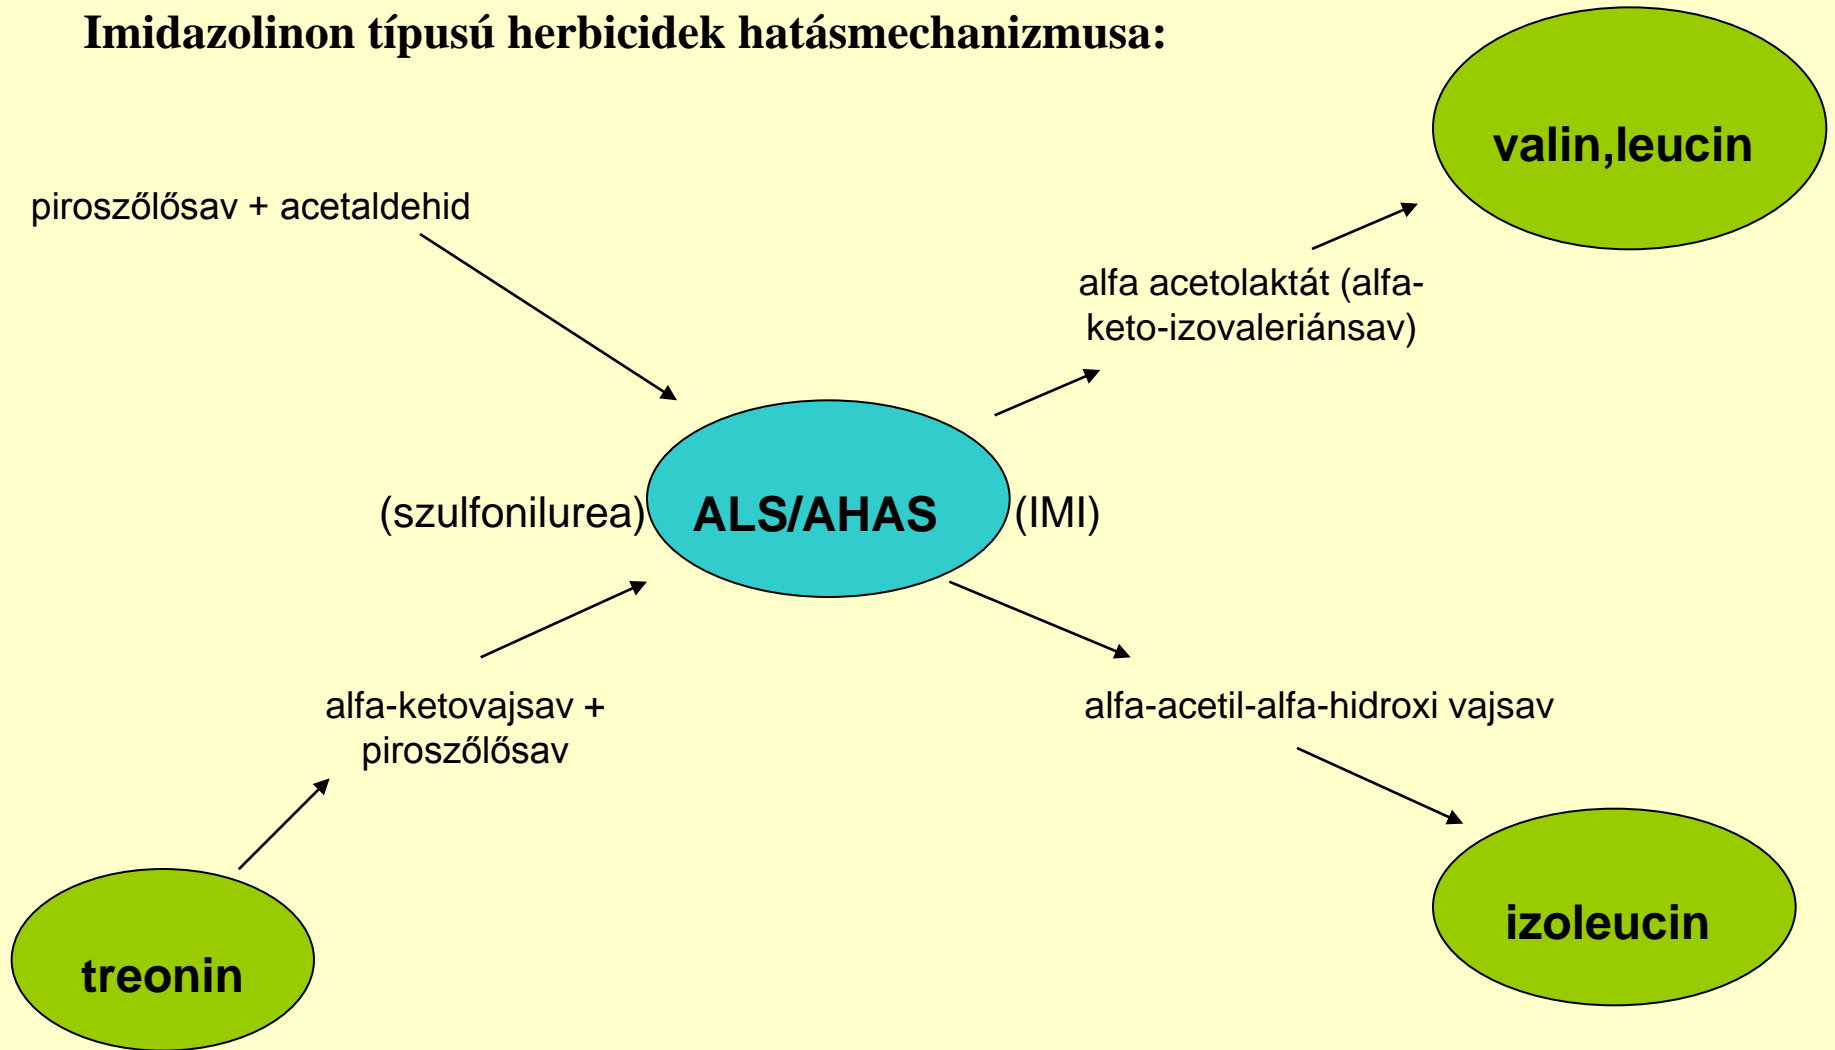 Imidazolinon típusú herbicidek hatásmechanizmusa:
valin,leucin
piroszőlősav + acetaldehid
alfa acetolaktát (alfa-
keto-izovaleriánsav)
(szulfonilurea) ALS/AHAS (IMI)
alfa-ketovajsav +
piroszőlősav
alfa-acetil-alfa-hidroxi vajsav
izoleucin
treonin